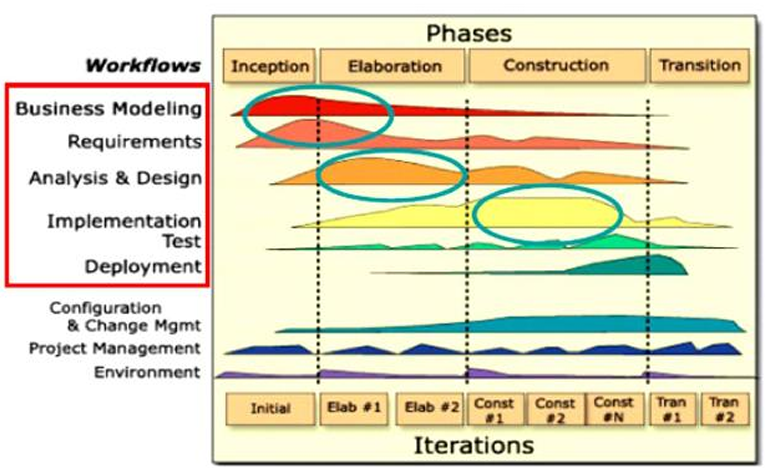 Phases
Workflows
Inception
Elaboration
Construction
Transition
Business Modeling
Requirements
Analysis & Design
Implementation
Test
Deployment
Configuration
& Change Mgmt
Project Management
Environment
Initial
Elab #1
Elab #2
Const
#1
Const
#2
Const
#N
Tran
#1
Tran
#2
Iterations